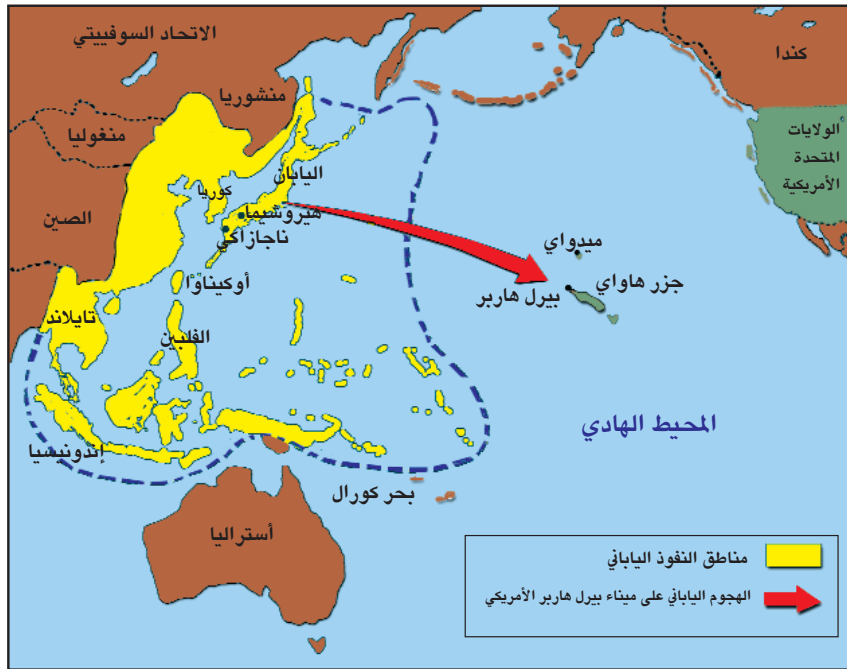 الاتحاد السوفييتي
كندا
منشوريا
منغوليا
الولايات
المتحدة
الأمريكية
اليابان
كوريا
هيروشيما
الصين
ناجازاكي
ميدواي
أوكيناوا
جزر هاواي
بيرل هاربر
تايلاند
الفلبين
المحيط الهادي
إندونيسيا
بحر كورال
أستراليا
مناطق النفوذ الياباني
الهجوم الياباني على ميناء بيرل هاربر الأمريكي